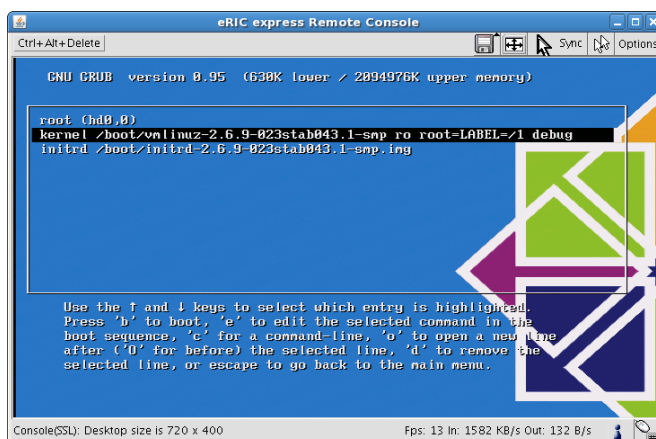 eRIC express Remote Console
Ctrl+Alt+Delete Sync Options
GNU GRUB version 0.95 (630K lower / 2094976K upper memory)
root (hd0,0)
kernel /boot/vmlinuz-2.6.9-023stab043.1-smp ro root=LABEL=/1 debug
initrd /boot/initrd-2.6.9-023stab043.1-smp.img
Use the ↑ and ↓ keys to select which entry is highlighted.
Press 'b' to boot, 'e' to edit the selected command in the
boot sequence, 'c' for a command-line, 'o' to open a new line
after ('O' for before) the selected line, 'd' to remove the
selected line, or escape to go back to the main menu.
Console(SSL): Desktop size is 720 x 400 Fps: 13 In: 1582 KB/s Out: 132 B/s